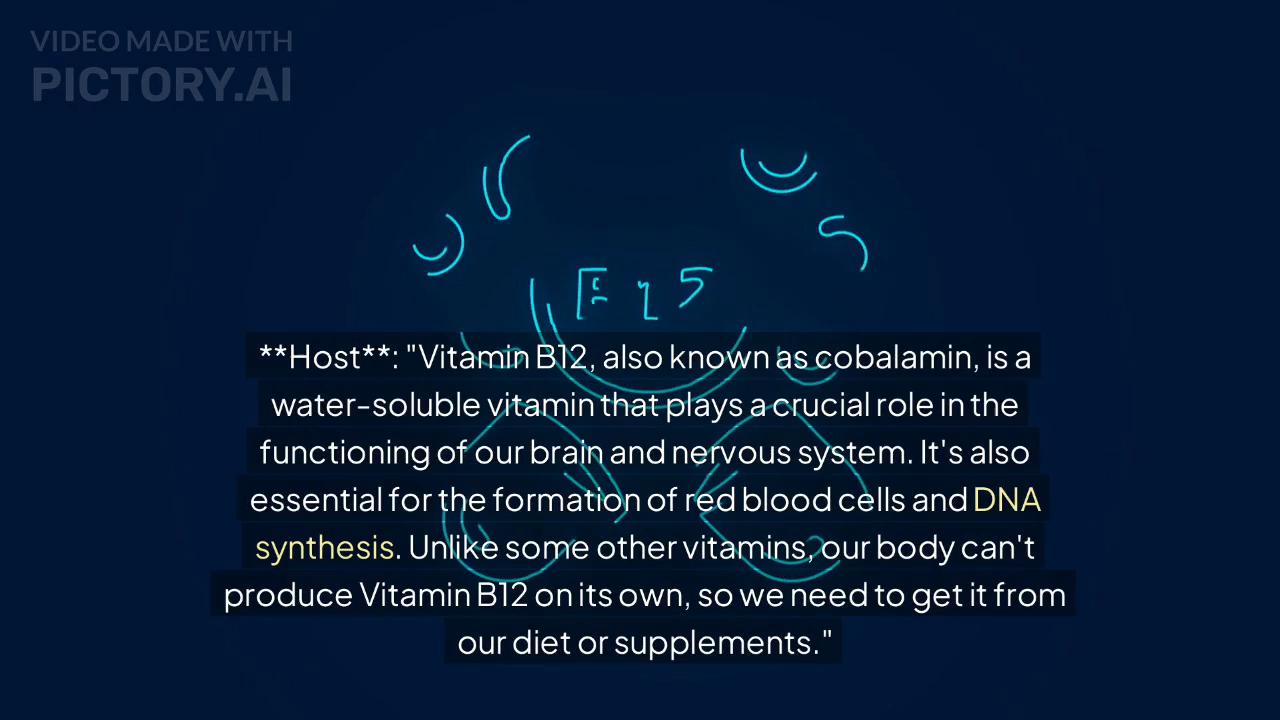 VIDEO MADE WITH
PICTORY.AI
**Host**: "Vitamin B12, also known as cobalamin, is a
water-soluble vitamin that plays a crucial role in the
functioning of our brain and nervous system. It's also
essential for the formation of red blood cells and DNA
synthesis. Unlike some other vitamins, our body can't
produce Vitamin B12 on its own, so we need to get it from
our diet or supplements."